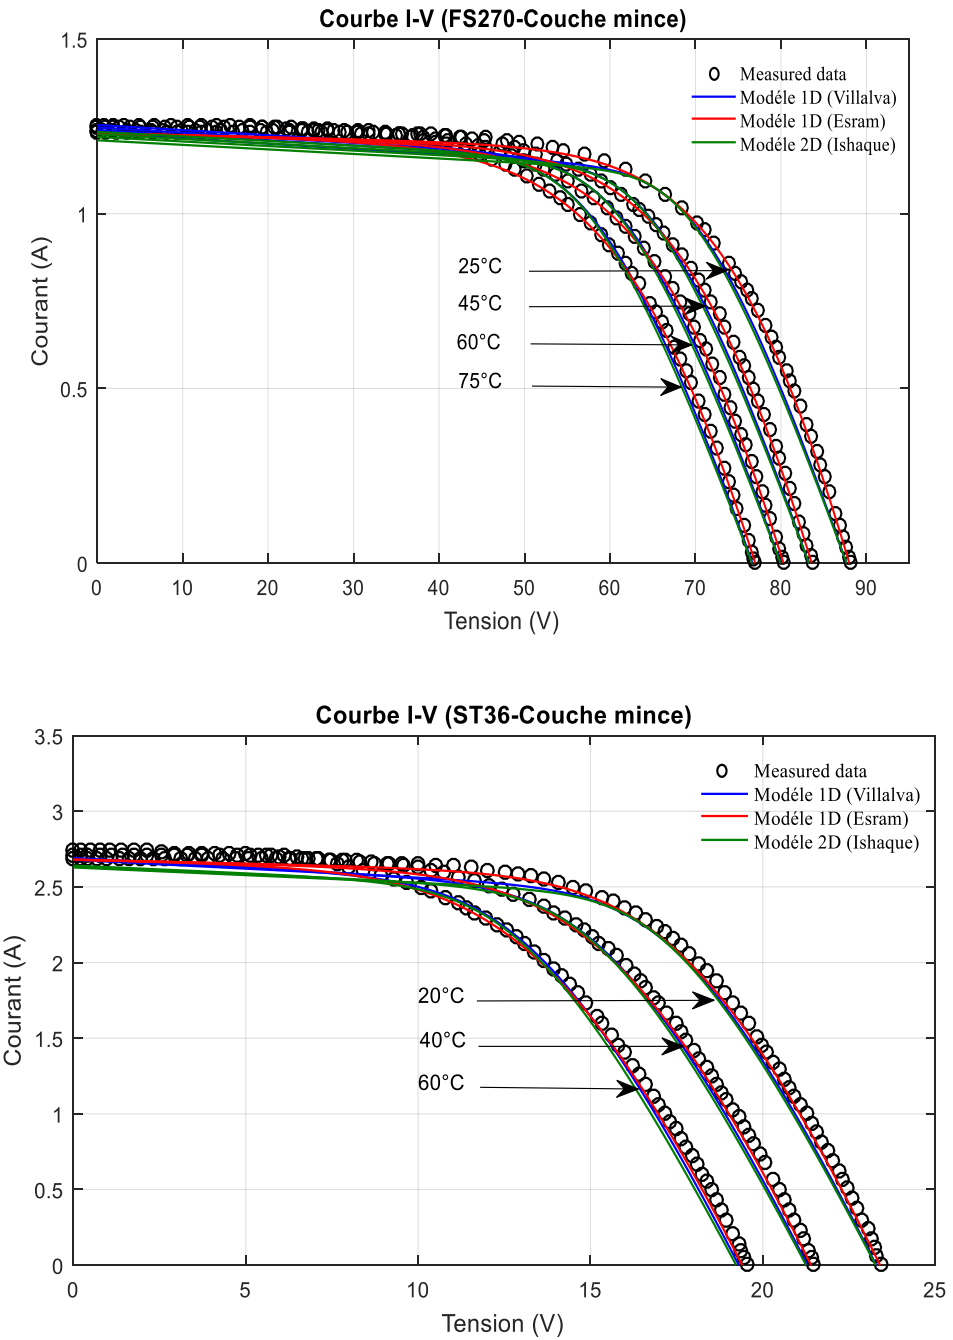 Courbe I-V (FS270-Couche mince)
1.5
1
0.5
0
Courant (A)
Measured data
Modéle 1D (Villalva)
Modéle 1D (Esram)
Modéle 2D (Ishaque)
25°C
45°C
60°C
75°C
0 10 20 30 40 50 60 70 80 90
Tension (V)
Courbe I-V (ST36-Couche mince)
3.5
3
2.5
2
1.5
1
0.5
0
Courant (A)
Measured data
Modéle 1D (Villalva)
Modéle 1D (Esram)
Modéle 2D (Ishaque)
20°C
40°C
60°C
0 5 10 15 20 25
Tension (V)